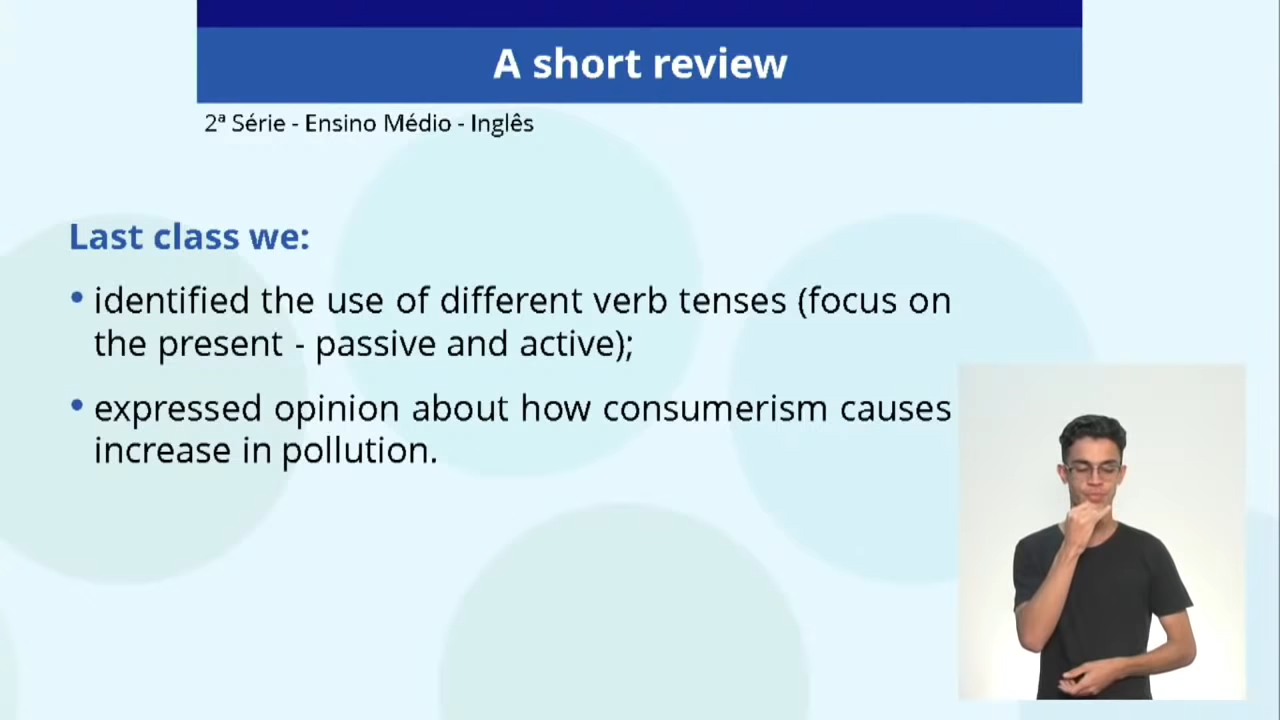 A short review
2ª Série - Ensino Médio - Inglês
Last class we:
• identified the use of different verb tenses (focus on
the present - passive and active);
• expressed opinion about how consumerism causes
increase in pollution.